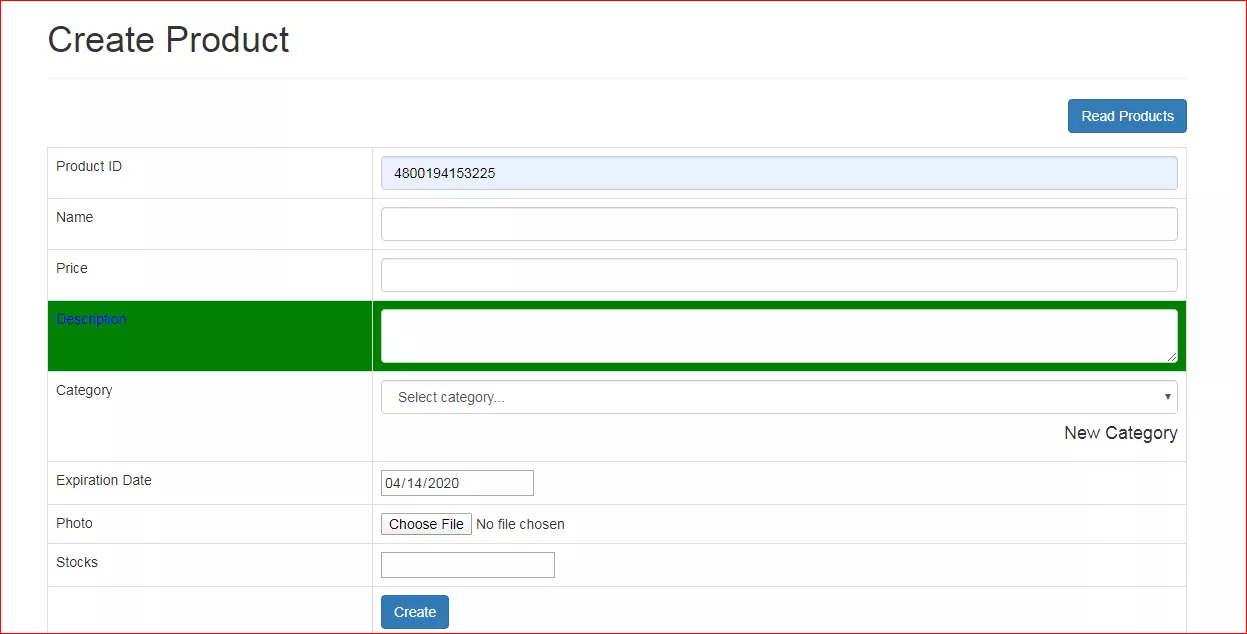 Create Product
Read Products
Product ID
4800194153225
Name
Price
Description
Category
Select category...
New Category
Expiration Date
04/14/2020
Photo
Choose File No file chosen
Stocks
Create